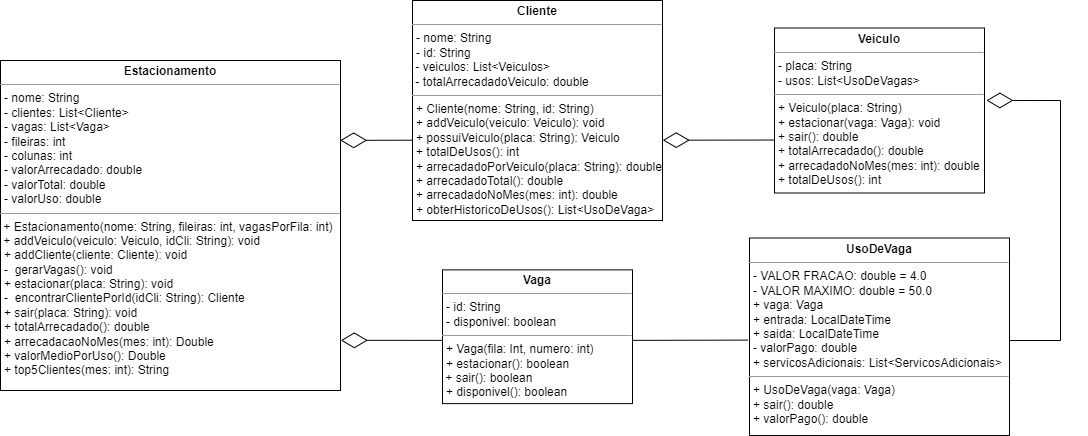 Estacionamento
- nome: String
- clientes: List<Cliente>
- vagas: List<Vaga>
- fileiras: int
- colunas: int
- valorArrecadado: double
- valorTotal: double
- valorUso: double
+ Estacionamento(nome: String, fileiras: int, vagasPorFila: int)
+ addVeiculo(veiculo: Veiculo, idCli: String): void
+ addCliente(cliente: Cliente): void
- gerarVagas(): void
+ estacionar(placa: String): void
- encontrarClientePorId(idCli: String): Cliente
+ sair(placa: String): void
+ totalArrecadado(): double
+ arrecadacaoNoMes(mes: int): Double
+ valorMedioPorUso(): Double
+ top5Clientes(mes: int): String
Cliente
- nome: String
- id: String
- veiculos: List<Veiculos>
- totalArrecadadoVeiculo: double
+ Cliente(nome: String, id: String)
+ addVeiculo(veiculo: Veiculo): void
+ possuiVeiculo(placa: String): Veiculo
+ totalDeUsos(): int
+ arrecadadoPorVeiculo(placa: String): double
+ arrecadadoTotal(): double
+ arrecadadoNoMes(mes: int): double
+ obterHistoricoDeUsos(): List<UsoDeVaga>
Veiculo
- placa: String
- usos: List<UsoDeVagas>
+ Veiculo(placa: String)
+ estacionar(vaga: Vaga): void
+ sair(): double
+ totalArrecadado(): double
+ arrecadadoNoMes(mes: int): double
+ totalDeUsos(): int
Vaga
- id: String
- disponivel: boolean
+ Vaga(fila: Int, numero: int)
+ estacionar(): boolean
+ sair(): boolean
+ disponivel(): boolean
UsoDeVaga
- VALOR FRACAO: double = 4.0
- VALOR MAXIMO: double = 50.0
+ vaga: Vaga
+ entrada: LocalDateTime
+ saida: LocalDateTime
- valorPago: double
+ servicosAdicionais: List<ServicosAdicionais>
+ UsoDeVaga(vaga: Vaga)
+ sair(): double
+ valorPago(): double